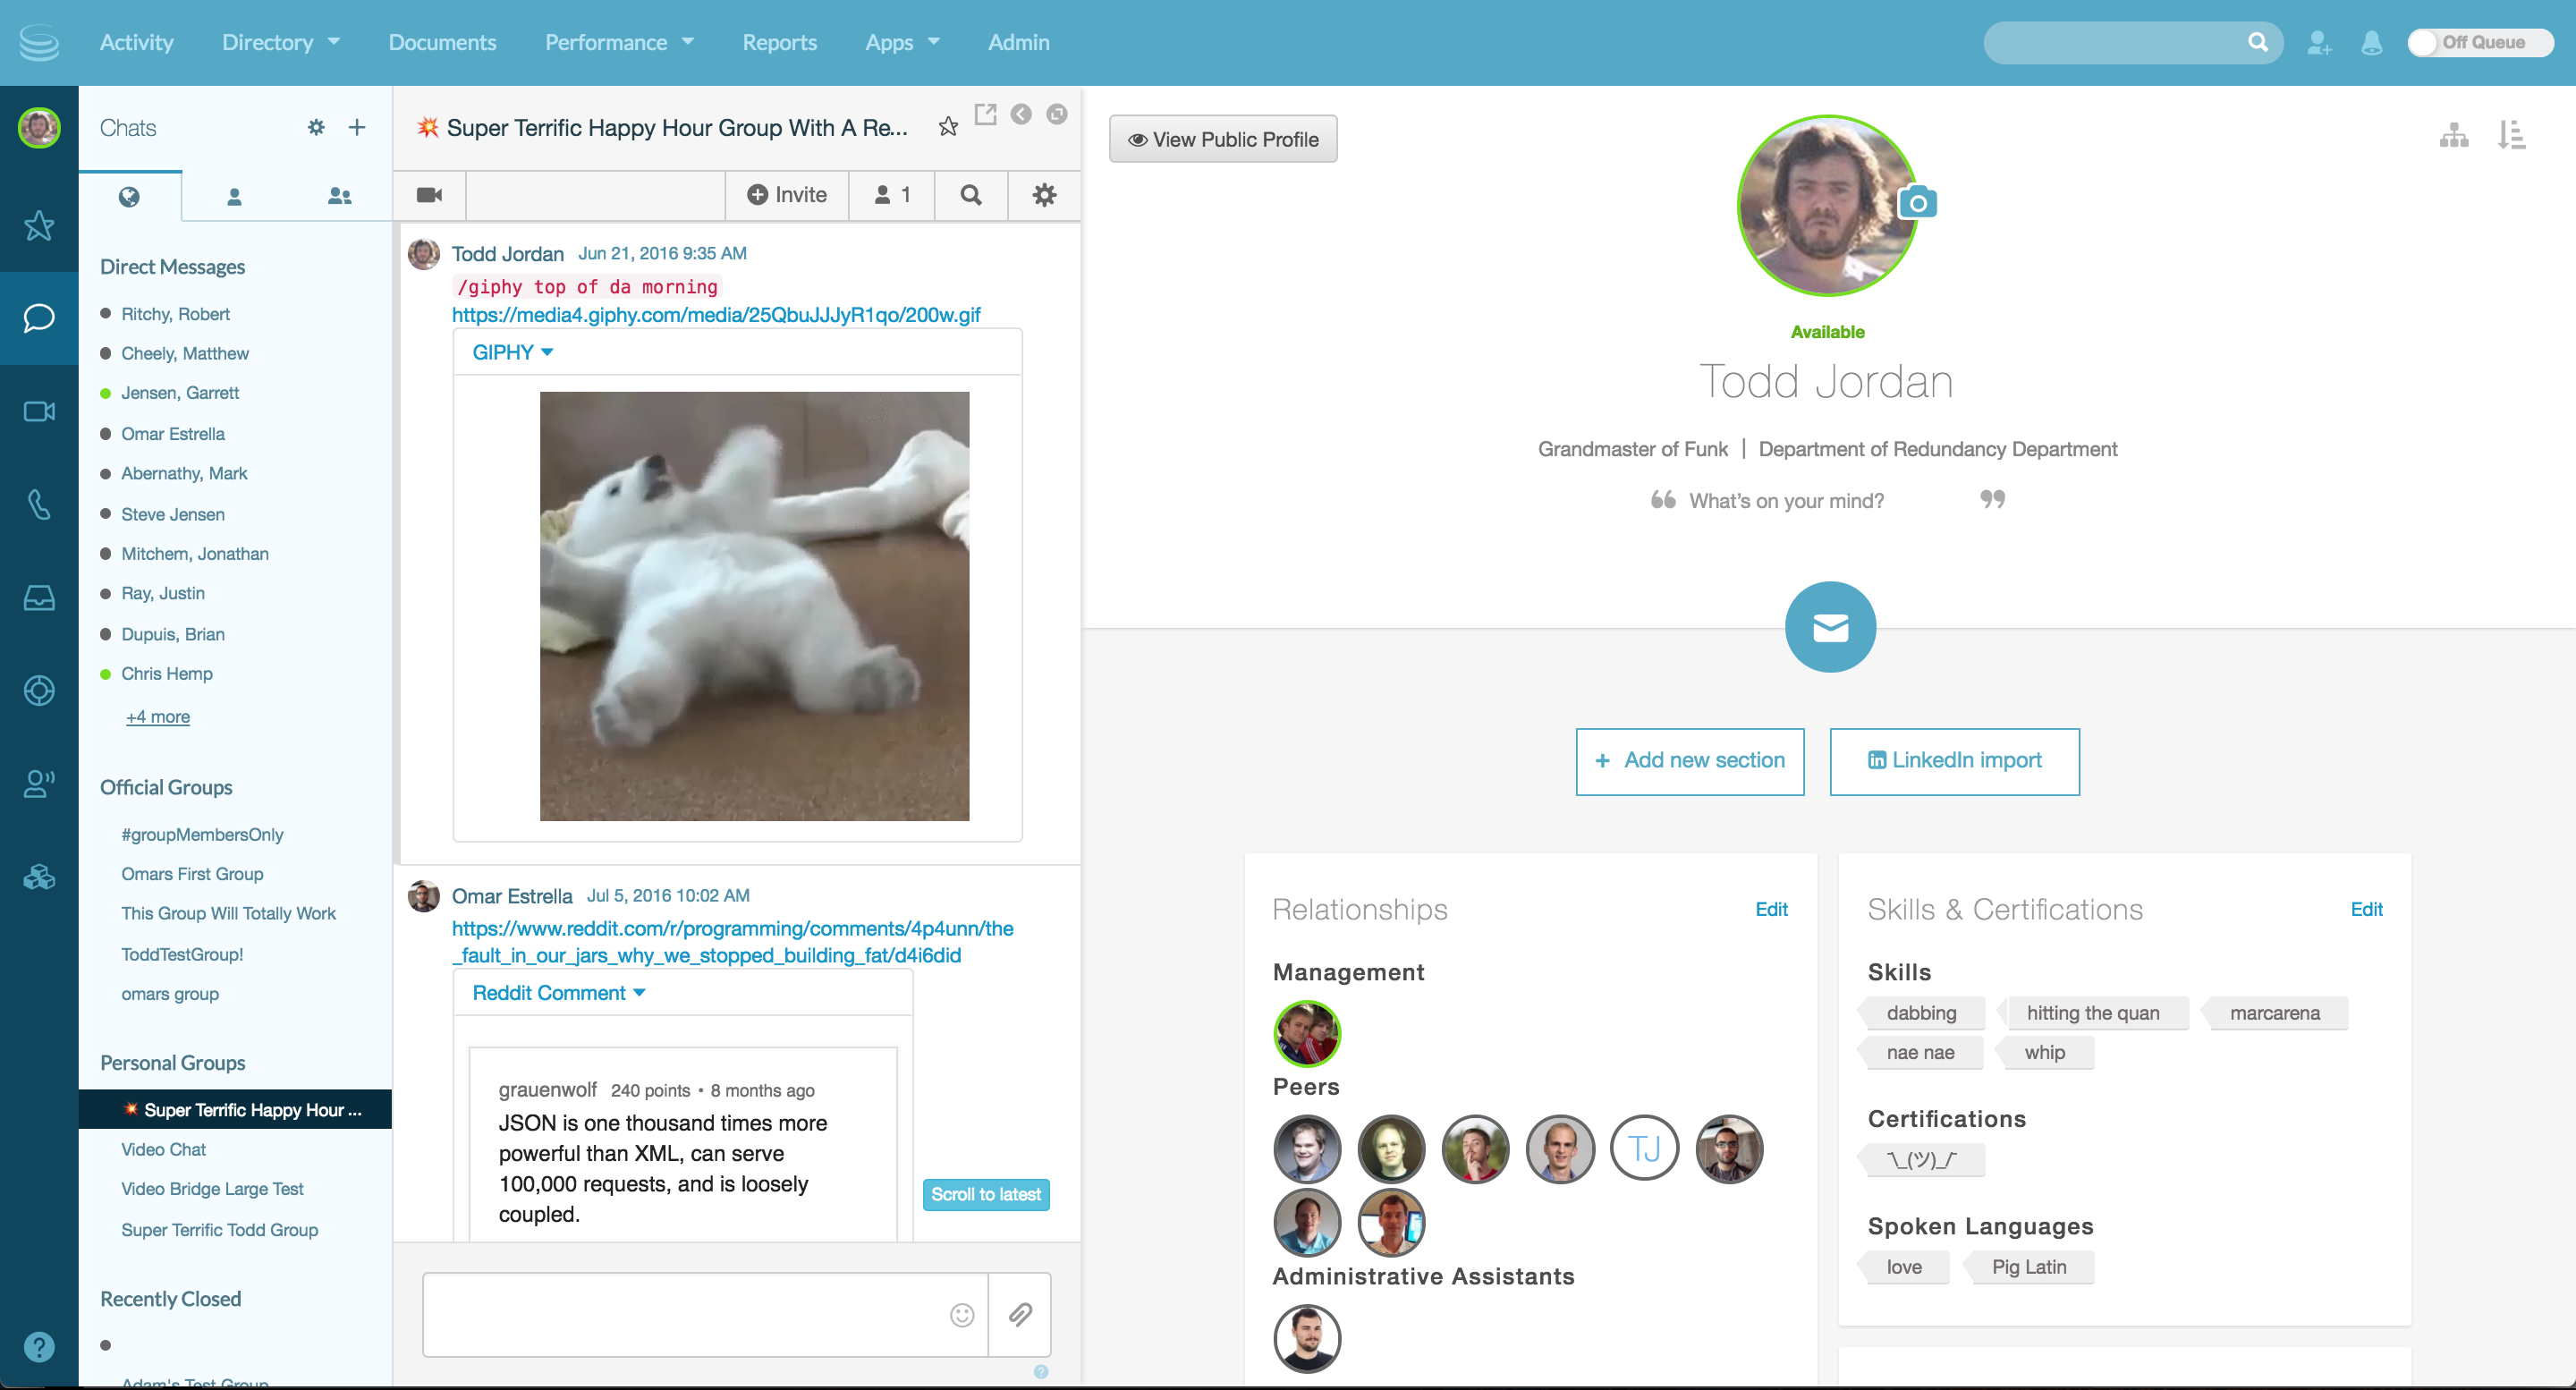 Activity
Directory
Documents
Performance
Reports
Apps
Admin
Off Queue
Chats
Direct Messages
Ritchy, Robert
Cheely, Matthew
Jensen, Garrett
Omar Estrella
Abernathy, Mark
Steve Jensen
Mitchem, Jonathan
Ray, Justin
Dupuis, Brian
Chris Hemp
+4 more
Official Groups
#groupMembersOnly
Omars First Group
This Group Will Totally Work
ToddTestGroup!
omars group
Personal Groups
💥 Super Terrific Happy Hour ...
Video Chat
Video Bridge Large Test
Super Terrific Todd Group
Recently Closed
Adam's Test Group
💥 Super Terrific Happy Hour Group With A Re...
Invite
1
Todd Jordan Jun 21, 2016 9:35 AM
/giphy top of da morning
https://media4.giphy.com/media/25QbuJJJyR1qo/200w.gif
GIPHY
Omar Estrella Jul 5, 2016 10:02 AM
https://www.reddit.com/r/programming/comments/4p4unn/the
_fault_in_our_jars_why_we_stopped_building_fat/d4i6did
Reddit Comment
grauenwolf 240 points • 8 months ago
JSON is one thousand times more
powerful than XML, can serve
100,000 requests, and is loosely
coupled.
Scroll to latest
View Public Profile
Available
Todd Jordan
Grandmaster of Funk | Department of Redundancy Department
“ What's on your mind? ”
+ Add new section
LinkedIn import
Relationships
Edit
Management
Peers
TJ
Administrative Assistants
Skills & Certifications
Edit
Skills
dabbing
hitting the quan
marcarena
nae nae
whip
Certifications
¯\_(ツ)_/¯
Spoken Languages
love
Pig Latin